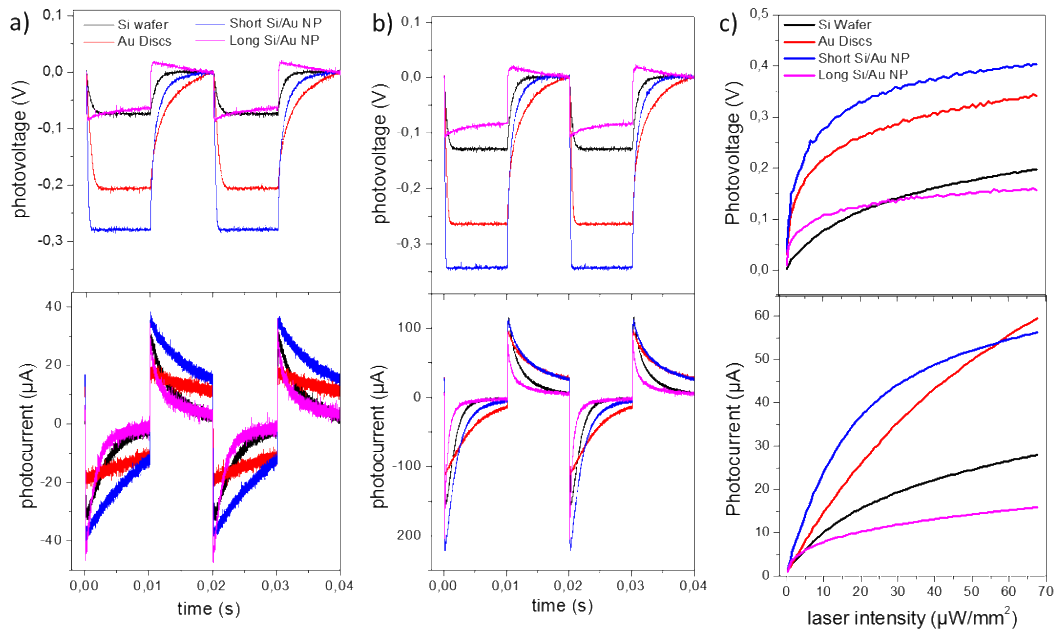 a)
Si wafer
Short Si/Au NP
Au Discs
Long Si/Au NP
0,1
0,0
-0,1
-0,2
-0,3
photovoltage (V)
40
20
0
-20
-40
photocurrent (µA)
0,00 0,01 0,02 0,03 0,04
time (s)
b)
0,1
0,0
-0,1
-0,2
-0,3
photovoltage (V)
100
0
-100
200
photocurrent (µA)
0,00 0,01 0,02 0,03 0,04
time (s)
c)
Si Wafer
Au Discs
Short Si/Au NP
Long Si/Au NP
0,5
0,4
0,3
0,2
0,1
0,0
Photovoltage (V)
60
50
40
30
20
10
0
Photocurrent (µA)
0 10 20 30 40 50 60 70
laser intensity (µW/mm²)